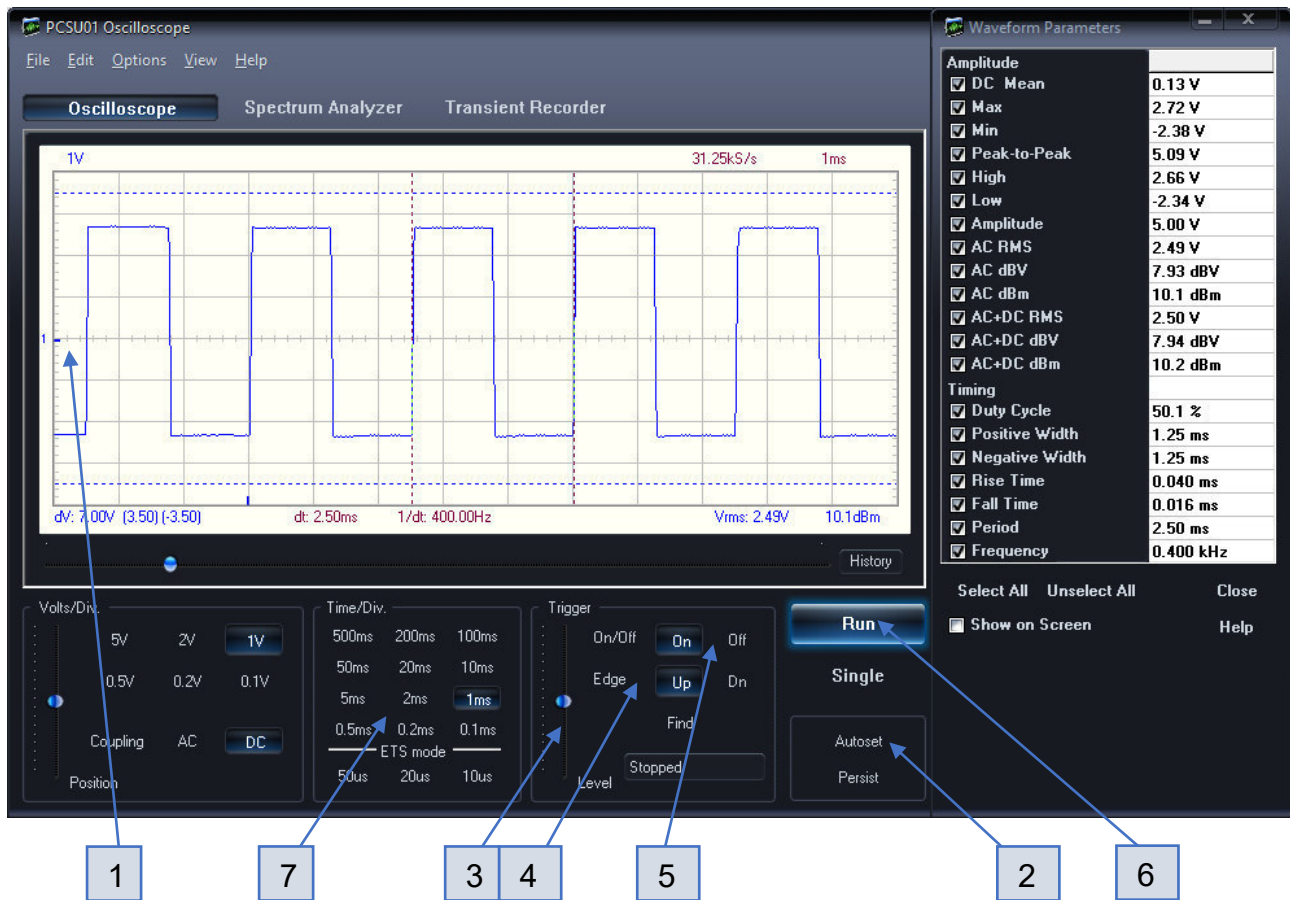 PCSU01 Oscilloscope
File Edit Options View Help
Oscilloscope Spectrum Analyzer Transient Recorder
1V 31.25kS/s 1ms
1
dV: 7.00V (3.50) (-3.50) dt: 2.50ms 1/dt: 400.00Hz Vrms: 2.49V 10.1dBm
History
Volts/Div.
5V 2V 1V
0.5V 0.2V 0.1V
Coupling AC DC
Position
Time/Div.
500ms 200ms 100ms
50ms 20ms 10ms
5ms 2ms 1ms
0.5ms 0.2ms 0.1ms
ETS mode
50us 20us 10us
Trigger
On/Off On Off
Edge Up Dn
Find
Stopped
Level
Run
Single
Autoset
Persist
Waveform Parameters
Amplitude
DC Mean 0.13 V
Max 2.72 V
Min -2.38 V
Peak-to-Peak 5.09 V
High 2.66 V
Low -2.34 V
Amplitude 5.00 V
AC RMS 2.49 V
AC dBV 7.93 dBV
AC dBm 10.1 dBm
AC+DC RMS 2.50 V
AC+DC dBV 7.94 dBV
AC+DC dBm 10.2 dBm
Timing
Duty Cycle 50.1 %
Positive Width 1.25 ms
Negative Width 1.25 ms
Rise Time 0.040 ms
Fall Time 0.016 ms
Period 2.50 ms
Frequency 0.400 kHz
Select All Unselect All Close
Show on Screen Help
1 7 3 4 5 2 6